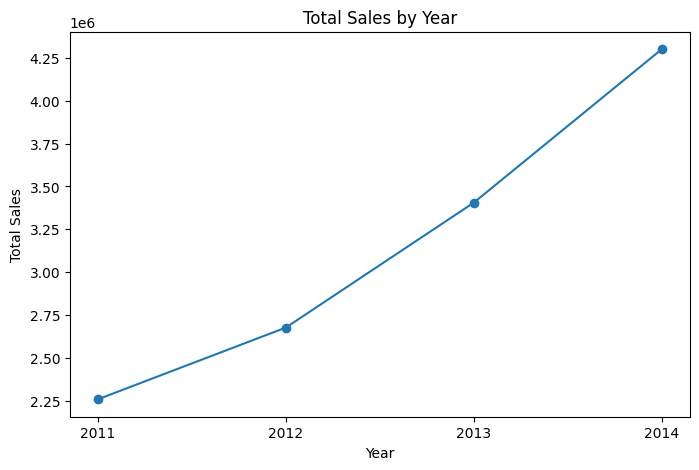 Total Sales by Year
1e6
4.25
4.00
3.75
3.50
3.25
3.00
2.75
2.50
2.25
Total Sales
2011 2012 2013 2014
Year